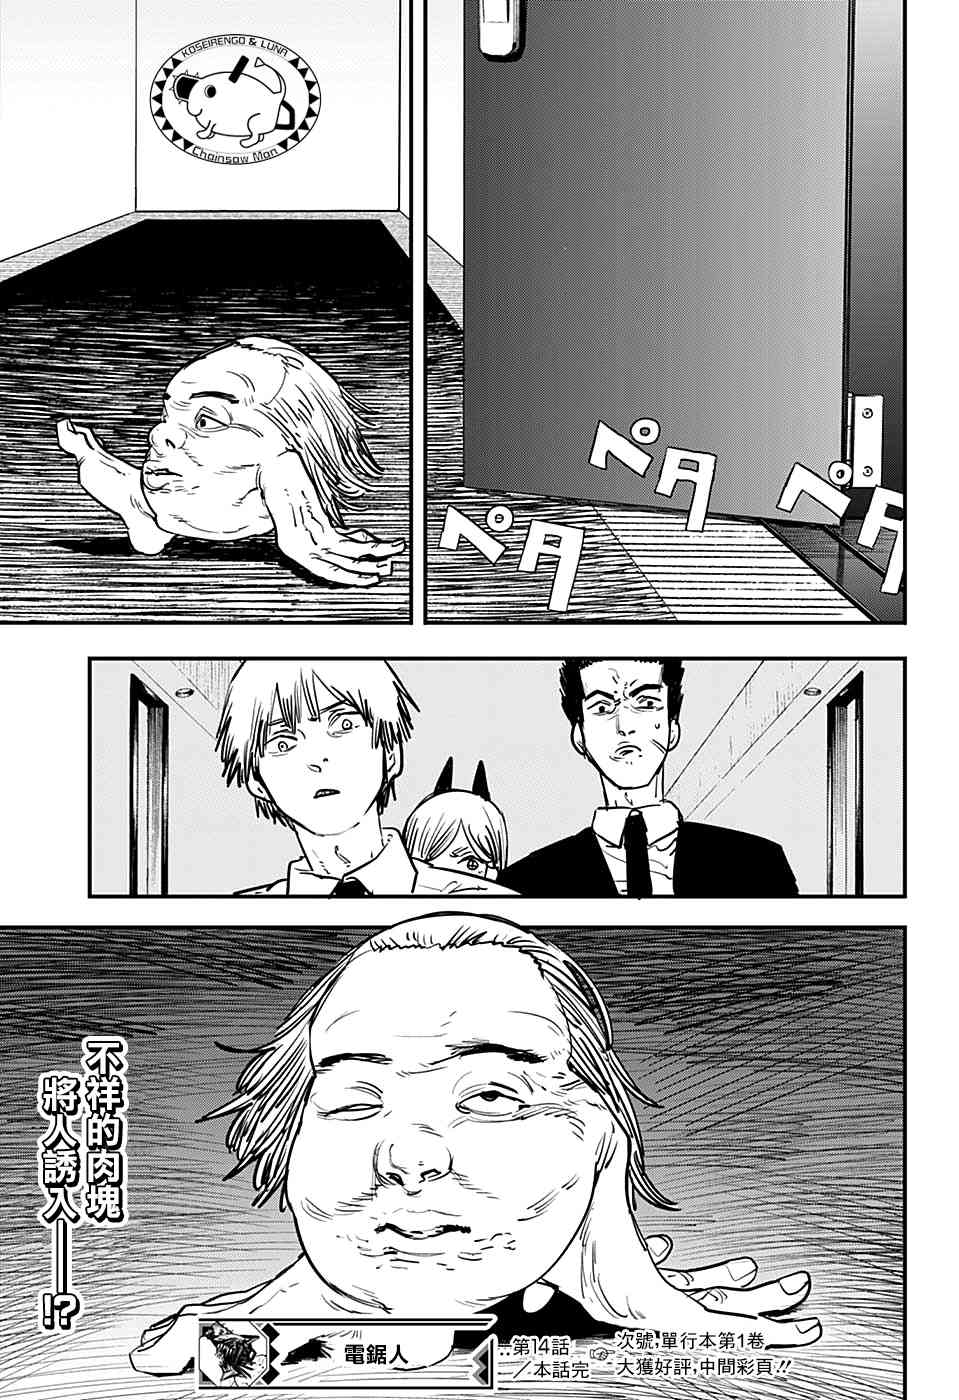 KOSEIRENGO & LUNA
Chainsaw Man
ペタ
ペタ
ペタ
不祥的肉塊
將人誘入——!?
電鋸人
‥第14話
／本話完
☞
次號,單行本第1卷
大獲好評,中間彩頁!!